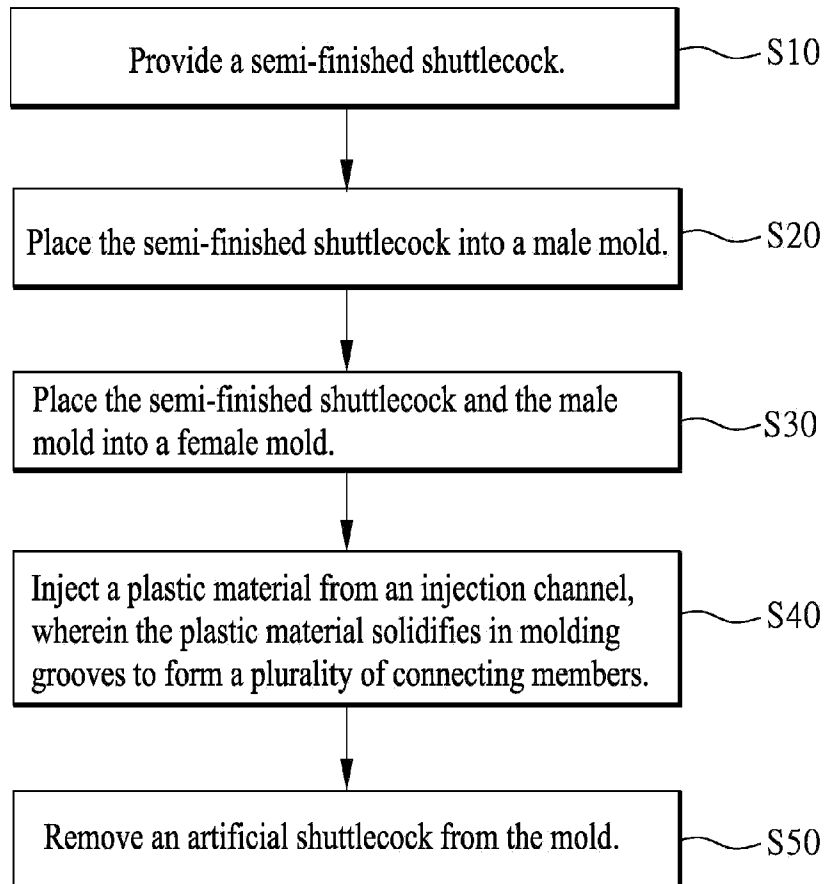 Provide a semi-finished shuttlecock.
S10
Place the semi-finished shuttlecock into a male mold.
S20
Place the semi-finished shuttlecock and the male
mold into a female mold.
S30
Inject a plastic material from an injection channel,
wherein the plastic material solidifies in molding
grooves to form a plurality of connecting members.
S40
Remove an artificial shuttlecock from the mold.
S50